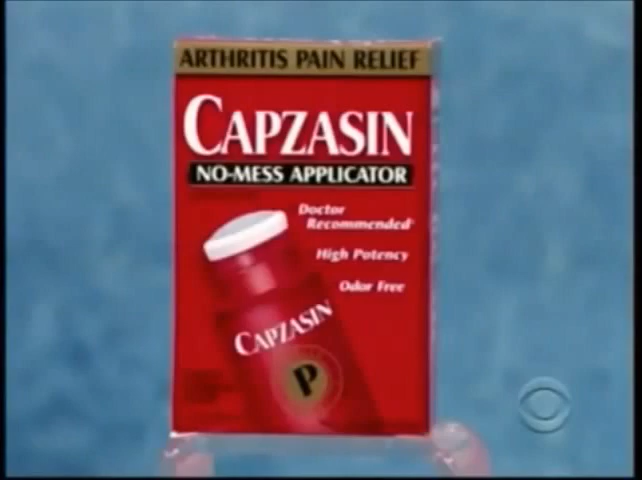 ARTHRITIS PAIN RELIEF
CAPZASIN
NO-MESS APPLICATOR
Doctor
Recommended*
High Potency
Odor Free
CAPZASIN
P